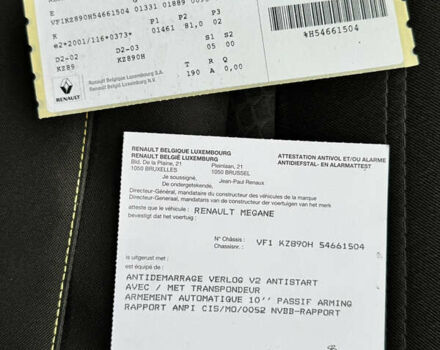 E
VF1KZ890H54661504 01331 01889
K P1 P2 P3
e2*2001/116*0373* 01461 81,0 02
D2-02 D2-03 S1 S2
KZ89 KZ890H 05 00
T R Q
190 A 0,00
%H54661504
RENAULT
Renault Belgique Luxembourg S.A.
Renault België Luxemburg N.V.
RENAULT BELGIQUE LUXEMBOURG
RENAULT BELGIË LUXEMBURG
Bld. De la Plaine, 21 Pleinlaan, 21
1050 BRUXELLES 1050 BRUSSEL
ATTESTATION ANTIVOL ET/OU ALARME
ANTIDIEFSTAL- EN ALARMATTEST
Je soussigné,
De ondergetekende, Jean-Paul Renaux
Directeur-Général, mandataire du constructeur des véhicules de la marque
Directeur-Generaal, mandataris van de constructeur der voertuigen van het merk
atteste que le véhicule : RENAULT MEGANE
bevestigt dat het voertuig :
N° Châssis : VF1 KZ890H 54661504
Chassisnr. :
is uitgerust met :
est équipé de :
ANTIDEMARRAGE VERLOG V2 ANTISTART
AVEC / MET TRANSPONDEUR
ARMEMENT AUTOMATIQUE 10'' PASSIF ARMING
RAPPORT ANPI CIS/MO/0052 NVBB-RAPPORT